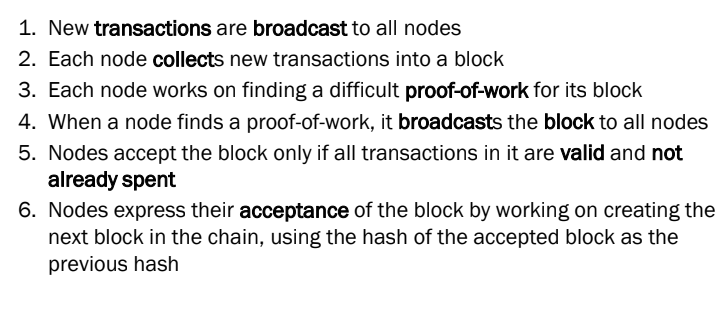 1. New transactions are broadcast to all nodes
2. Each node collects new transactions into a block
3. Each node works on finding a difficult proof-of-work for its block
4. When a node finds a proof-of-work, it broadcasts the block to all nodes
5. Nodes accept the block only if all transactions in it are valid and not
already spent
6. Nodes express their acceptance of the block by working on creating the
next block in the chain, using the hash of the accepted block as the
previous hash